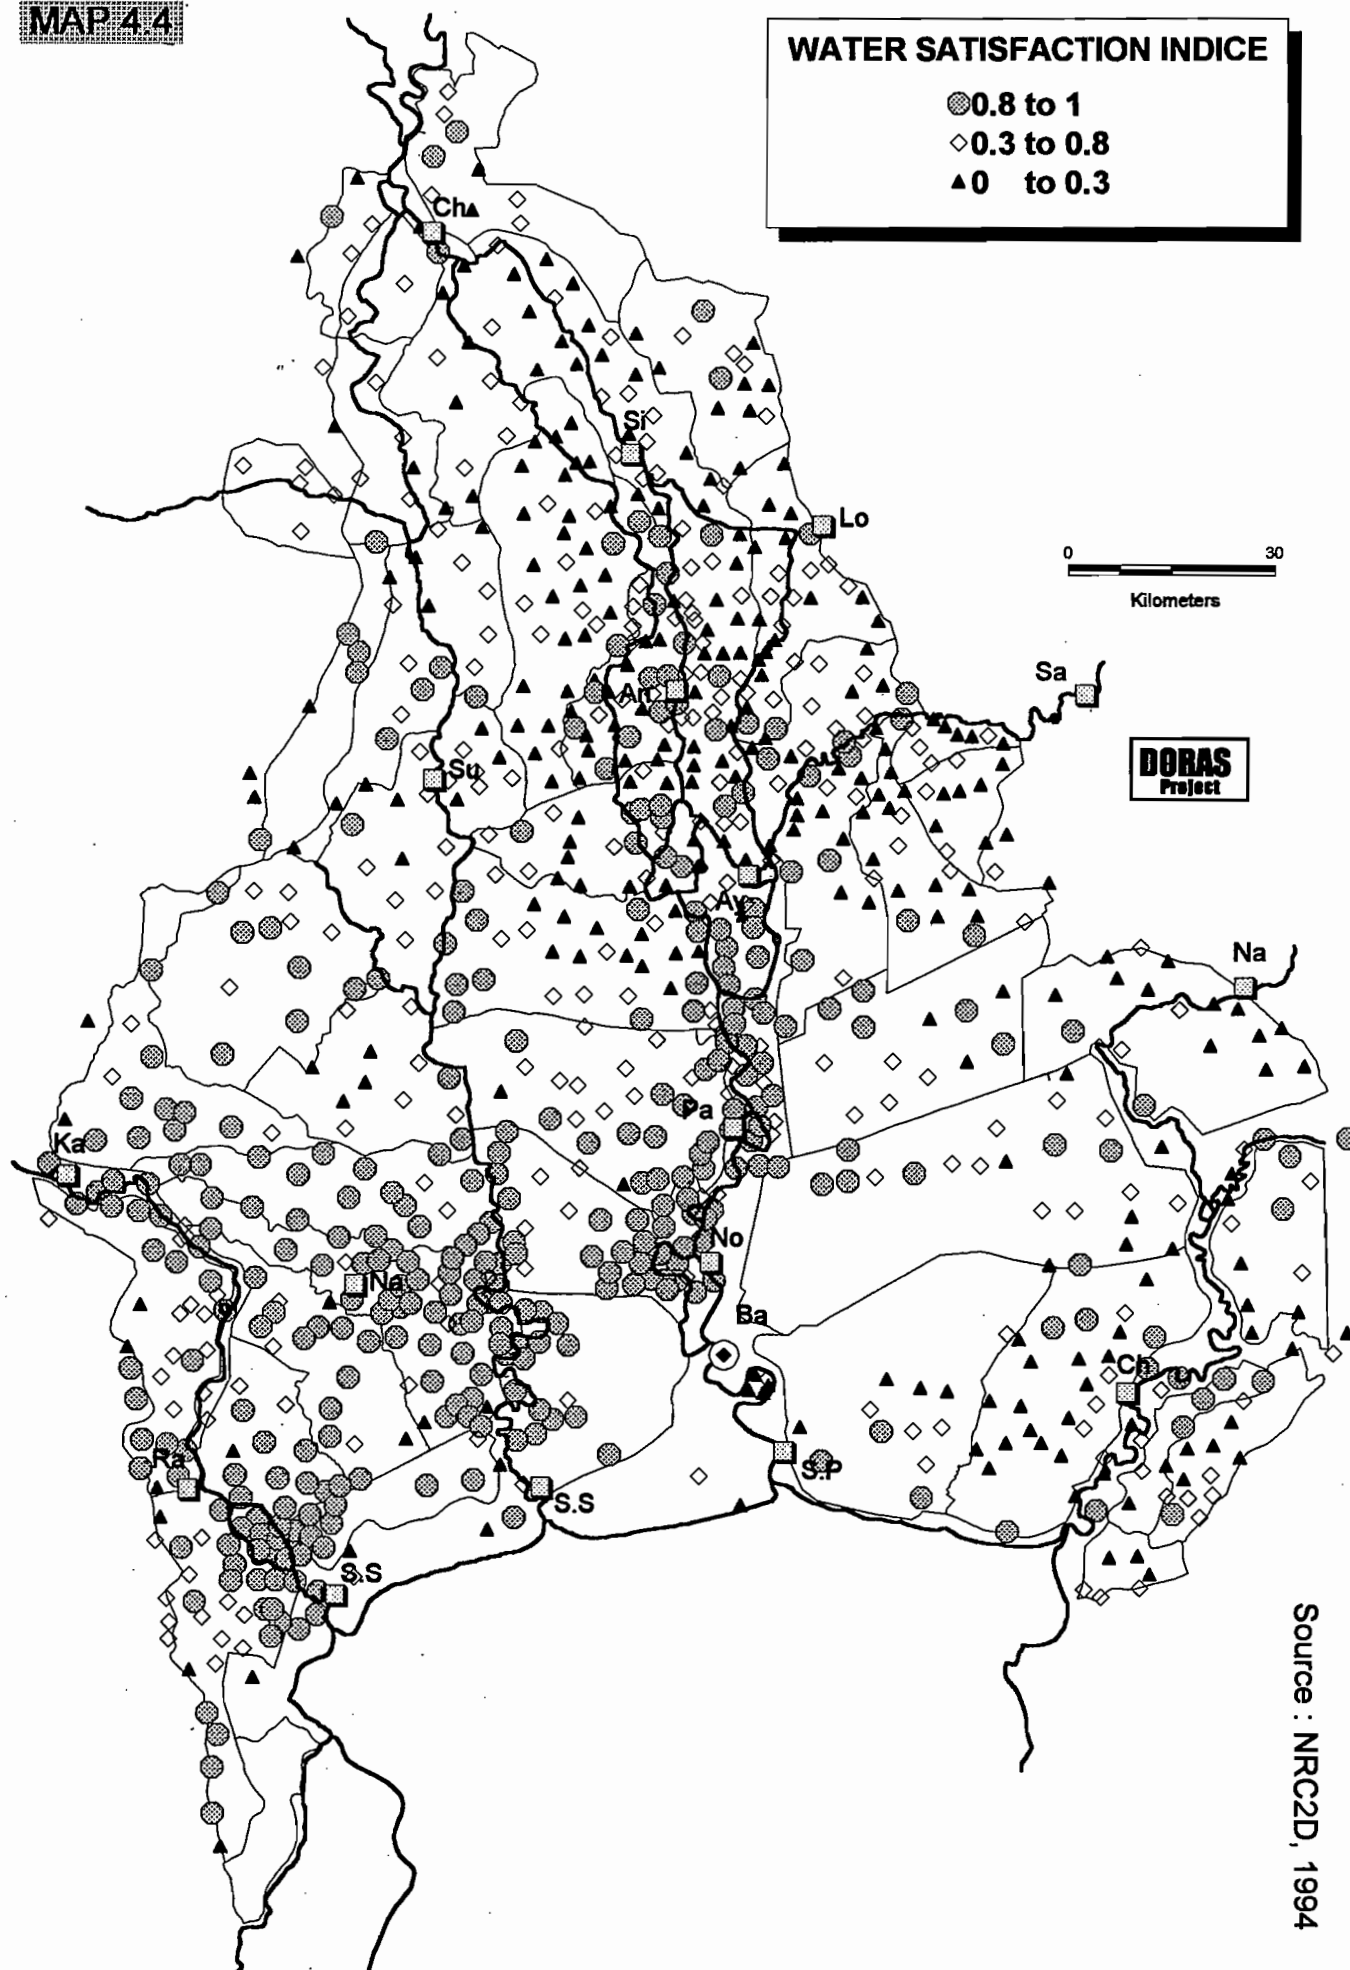 MAP 4.4
WATER SATISFACTION INDICE
0.8 to 1
0.3 to 0.8
0 to 0.3
Ch
Si
Lo
0 30
Kilometers
Sa
An
Su
DORAS
Project
Ay
Na
Pa
Ka
No
Na
Ba
Ch
Ra
S.P
S.S
S.S
Source : NRC2D, 1994